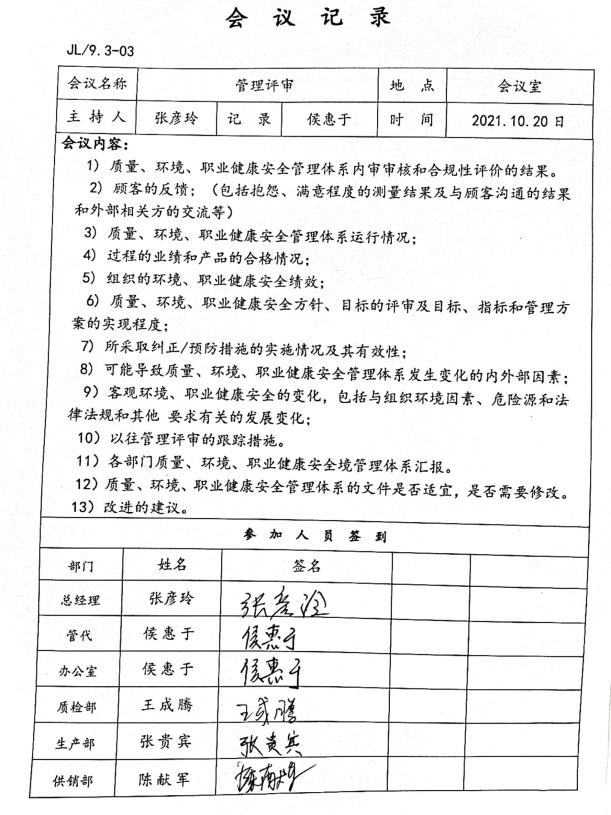 会 议 记 录
JL/9.3-03
会议名称 管理评审 地 点 会议室
主 持 人 张彦玲 记 录 侯惠于 时 间 2021.10.20日
会议内容：
1）质量、环境、职业健康安全管理体系内审审核和合规性评价的结果。
2）顾客的反馈；（包括抱怨、满意程度的测量结果及与顾客沟通的结果
和外部相关方的交流等）
3）质量、环境、职业健康安全管理体系运行情况；
4）过程的业绩和产品的合格情况；
5）组织的环境、职业健康安全绩效；
6）质量、环境、职业健康安全方针、目标的评审及目标、指标和管理方
案的实现程度；
7）所采取纠正/预防措施的实施情况及其有效性；
8）可能导致质量、环境、职业健康安全管理体系发生变化的内外部因素；
9）客观环境、职业健康安全的变化，包括与组织环境因素、危险源和法
律法规和其他 要求有关的发展变化；
10）以往管理评审的跟踪措施。
11）各部门质量、环境、职业健康安全境管理体系汇报。
12）质量、环境、职业健康安全管理体系的文件是否适宜，是否需要修改。
13）改进的建议。
参 加 人 员 签 到
部门 姓名 签名
总经理 张彦玲 张彦玲
管代 侯惠于 侯惠于
办公室 侯惠于 侯惠于
质检部 王成腾 王成腾
生产部 张贵宾 张贵宾
供销部 陈献军 陈献军